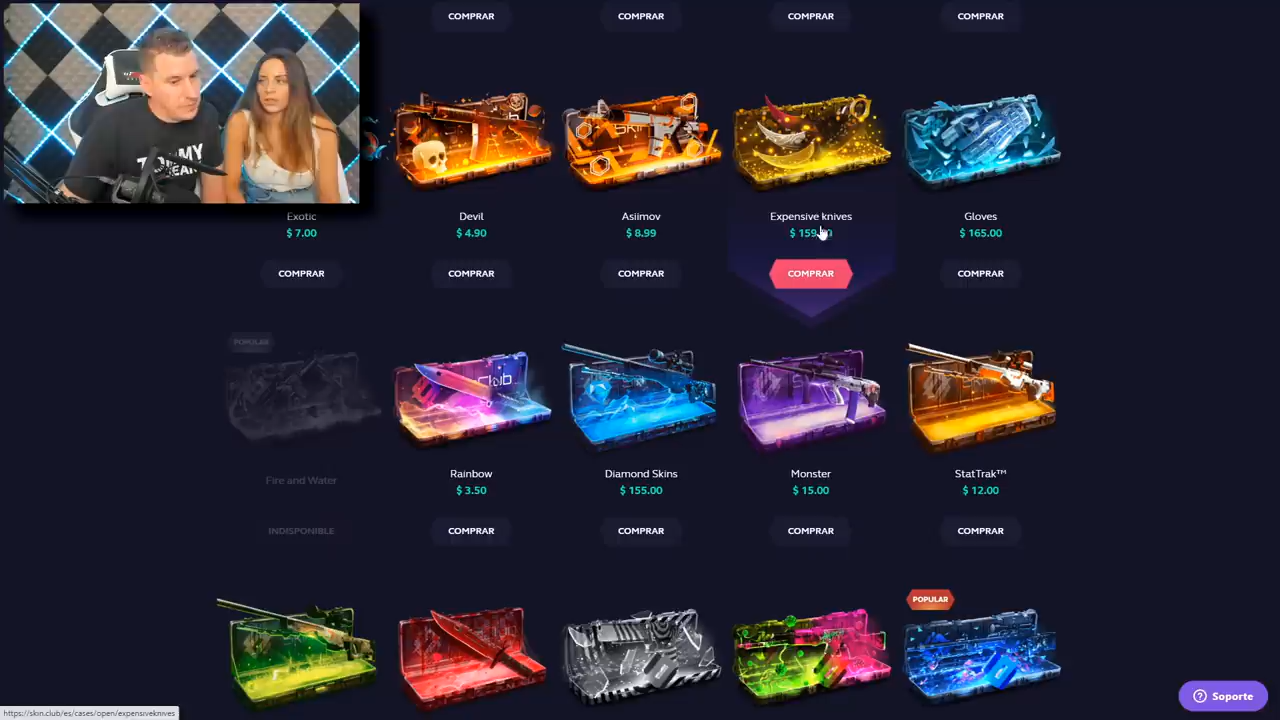 COMPRAR COMPRAR COMPRAR COMPRAR
TOMMY
Exotic Devil Asiimov Expensive knives Gloves
$ 7.00 $ 4.90 $ 8.99 $ 165.00
COMPRAR COMPRAR COMPRAR COMPRAR COMPRAR
POPULAR
Fire and Water Rainbow Diamond Skins Monster StatTrak™
$ 3.50 $ 155.00 $ 15.00 $ 12.00
INDISPONIBLE COMPRAR COMPRAR COMPRAR COMPRAR
POPULAR
Soporte
https://skin.club/es/cases/open/expensiveknives